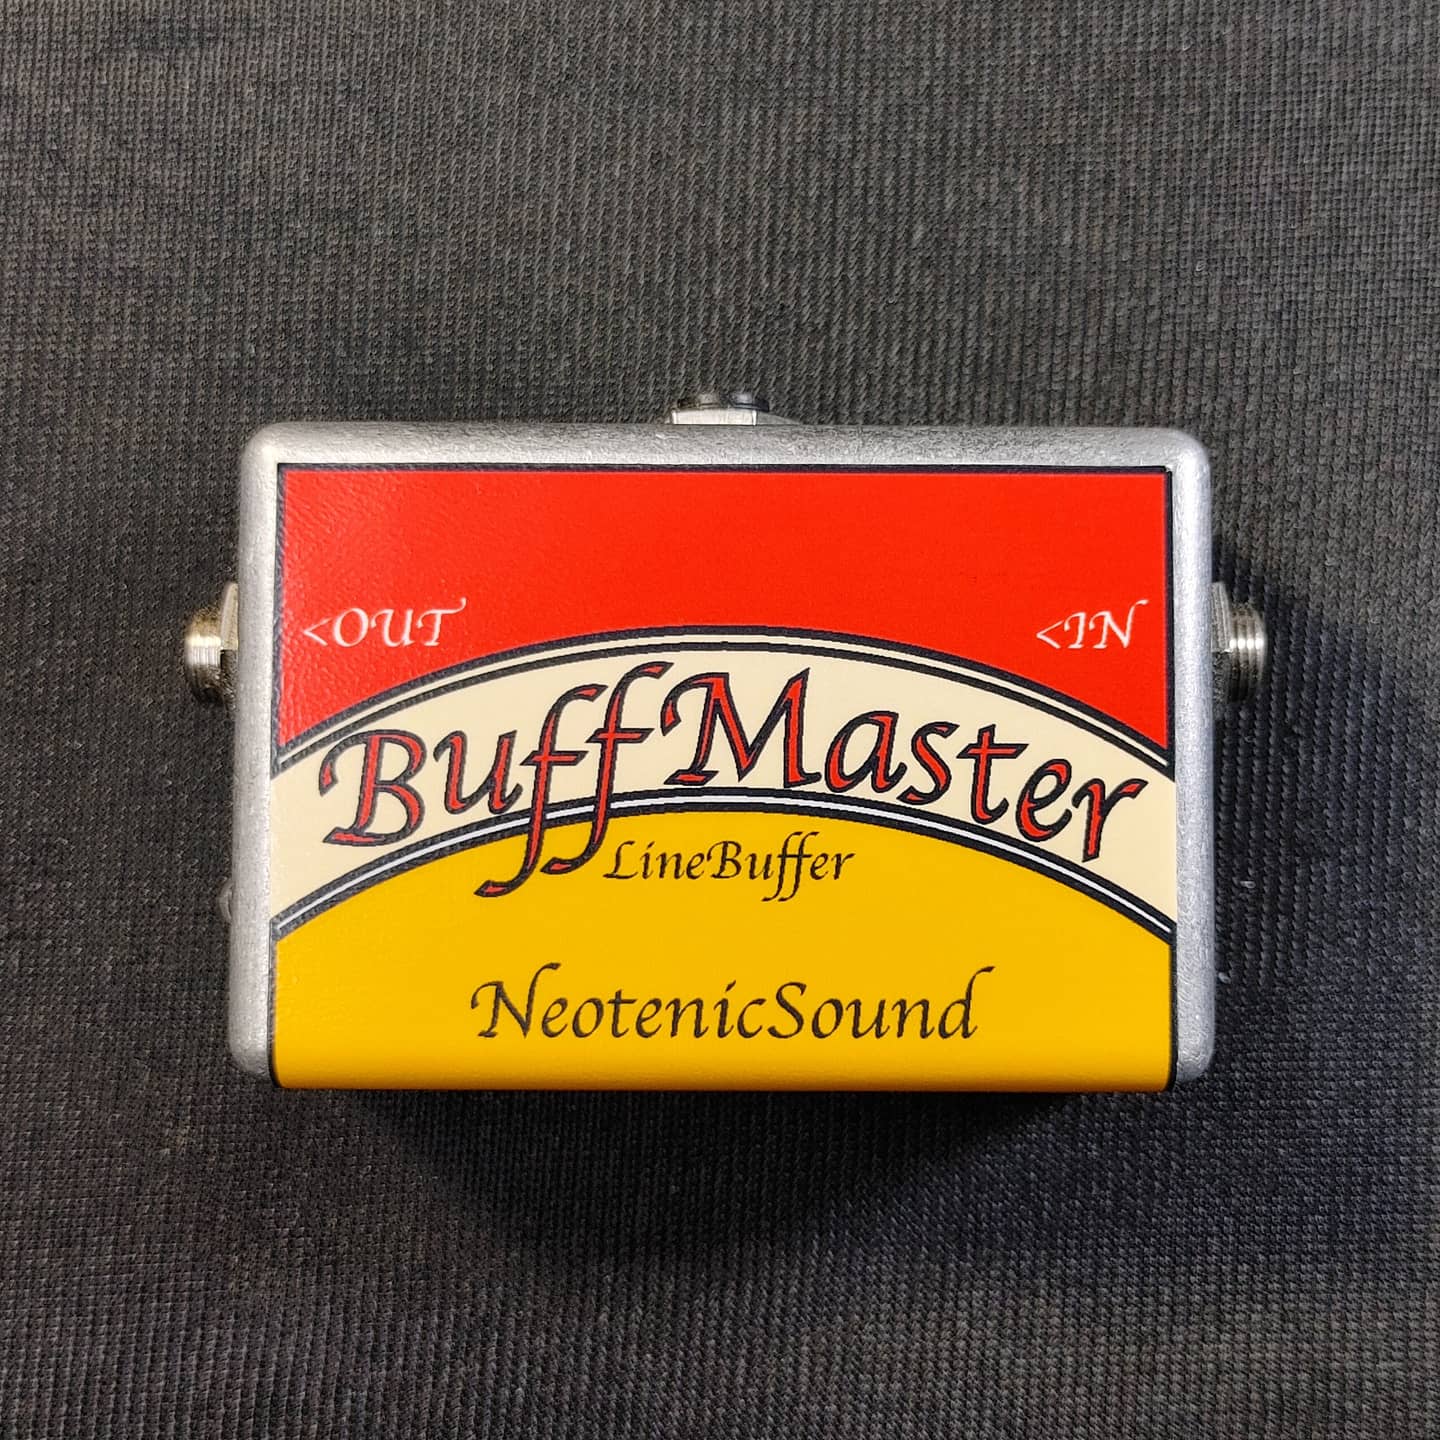 <OUT <IN
BuffMaster
LineBuffer
NeotenicSound